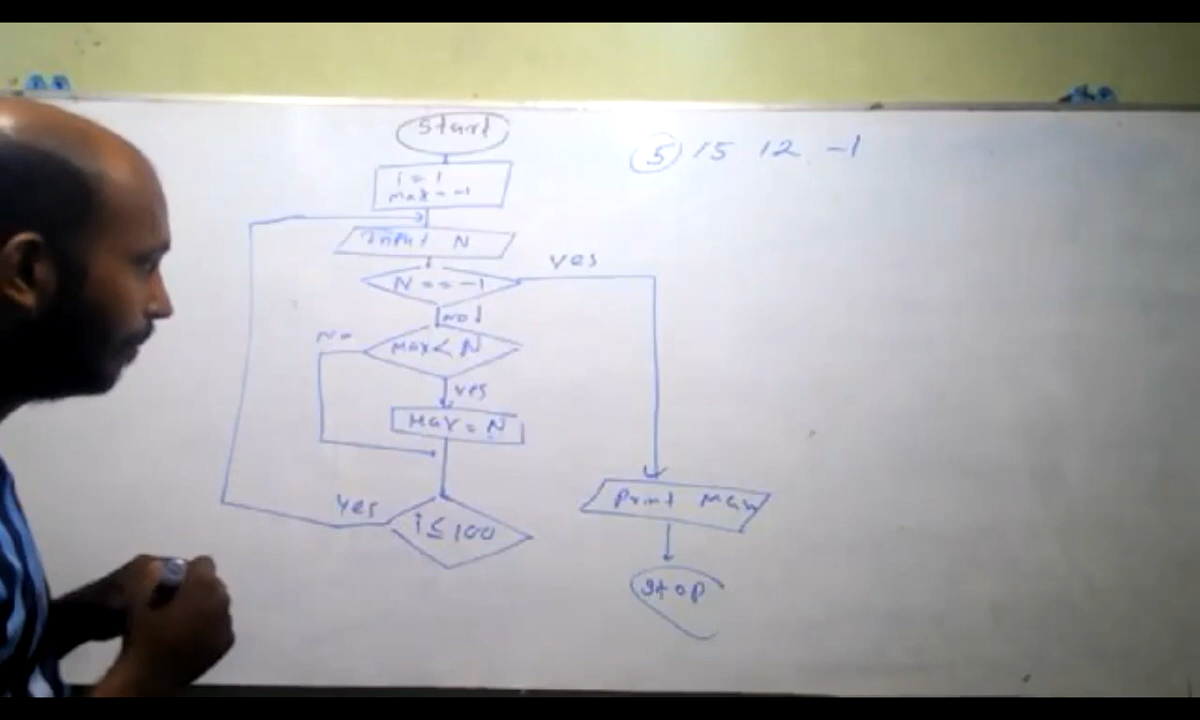 Start
5 15 12 -1
i = 1
max = -1
Input N
yes
N == -1
no
No
Max < N
yes
Max = N
yes
i ≤ 100
Print Max
Stop